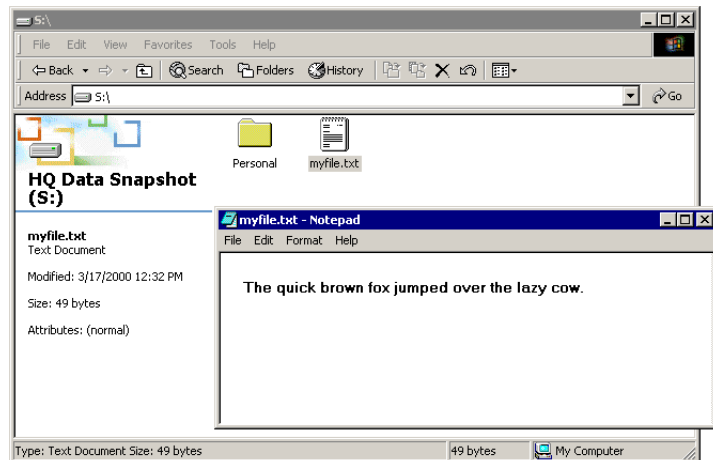 S:\
File Edit View Favorites Tools Help
Back Search Folders History
Address S:\ Go
Personal myfile.txt
HQ Data Snapshot
(S:)
myfile.txt
Text Document
Modified: 3/17/2000 12:32 PM
Size: 49 bytes
Attributes: (normal)
myfile.txt - Notepad
File Edit Format Help
The quick brown fox jumped over the lazy cow.
Type: Text Document Size: 49 bytes 49 bytes My Computer